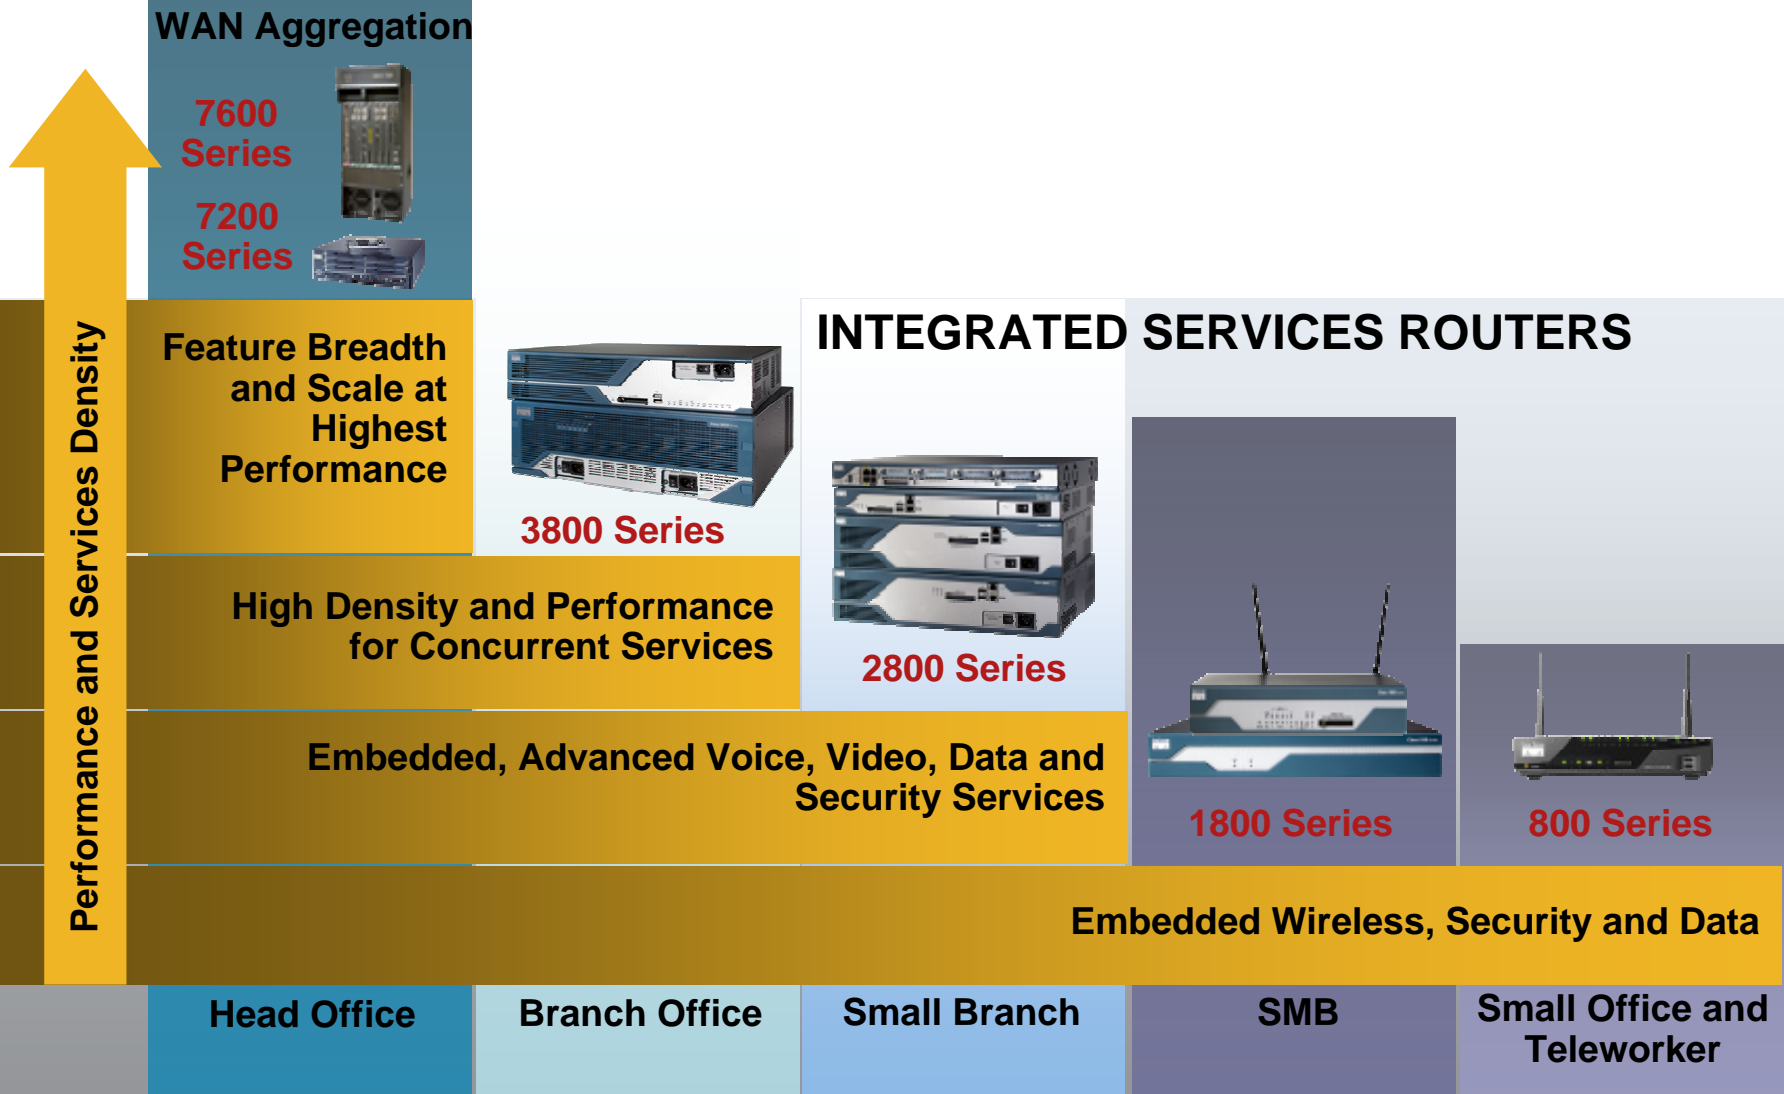 WAN Aggregation
7600
Series
7200
Series
Performance and Services Density
Feature Breadth
and Scale at
Highest
Performance
3800 Series
INTEGRATED SERVICES ROUTERS
High Density and Performance
for Concurrent Services
2800 Series
Embedded, Advanced Voice, Video, Data and
Security Services
1800 Series
800 Series
Embedded Wireless, Security and Data
Head Office
Branch Office
Small Branch
SMB
Small Office and
Teleworker